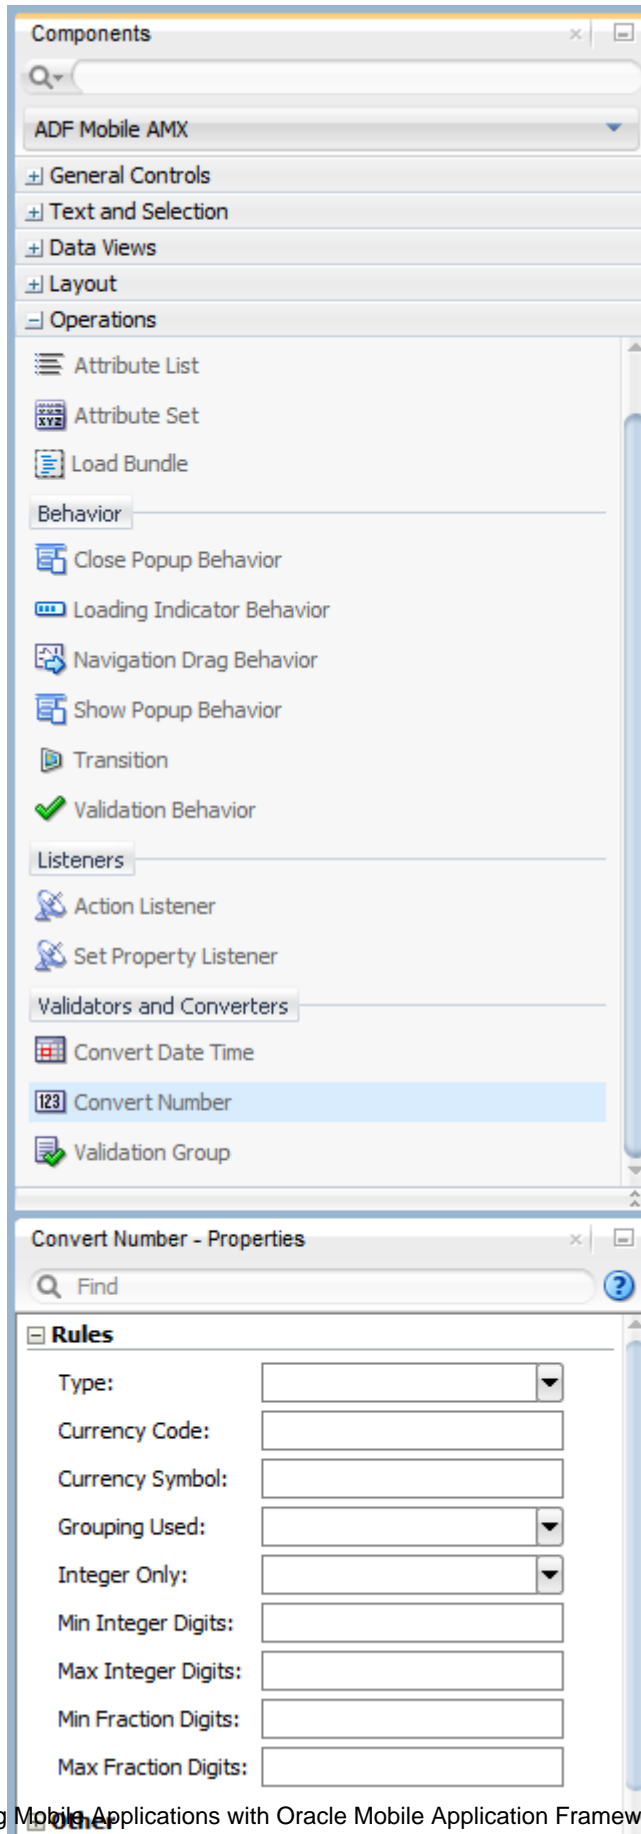 Components
ADF Mobile AMX
General Controls
Text and Selection
Data Views
Layout
Operations
Attribute List
Attribute Set
XYZ
Load Bundle
Behavior
Close Popup Behavior
Loading Indicator Behavior
Navigation Drag Behavior
Show Popup Behavior
Transition
Validation Behavior
Listeners
Action Listener
Set Property Listener
Validators and Converters
Convert Date Time
123 Convert Number
Validation Group
Convert Number - Properties
Find
?
Rules
Type:
Currency Code:
Currency Symbol:
Grouping Used:
Integer Only:
Min Integer Digits:
Max Integer Digits:
Min Fraction Digits:
Max Fraction Digits:
Other
g Mobile Applications with Oracle Mobile Application Framew